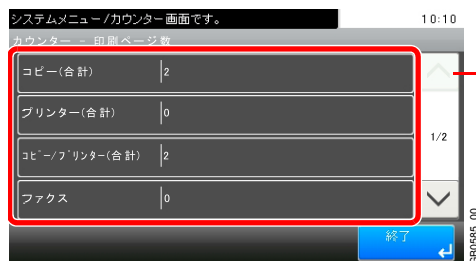 システムメニュー/カウンター画面です。 10:10
カウンター - 印刷ページ数
コピー(合計) 2
プリンター(合計) 0
1/2
ｺﾋﾟｰ/ﾌﾟﾘﾝﾀｰ(合計) 2
ファクス 0
終了
GB0585_00